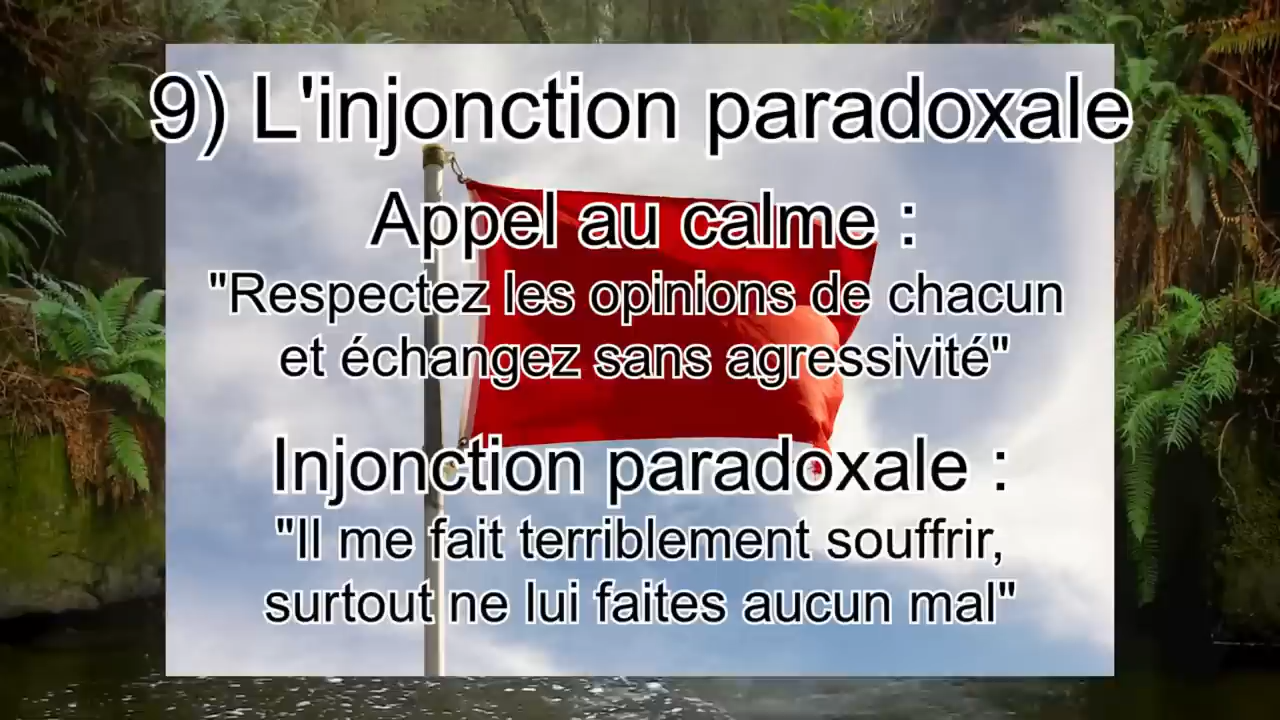 9) L'injonction paradoxale
Appel au calme :
"Respectez les opinions de chacun
et échangez sans agressivité"
Injonction paradoxale :
"Il me fait terriblement souffrir,
surtout ne lui faites aucun mal"